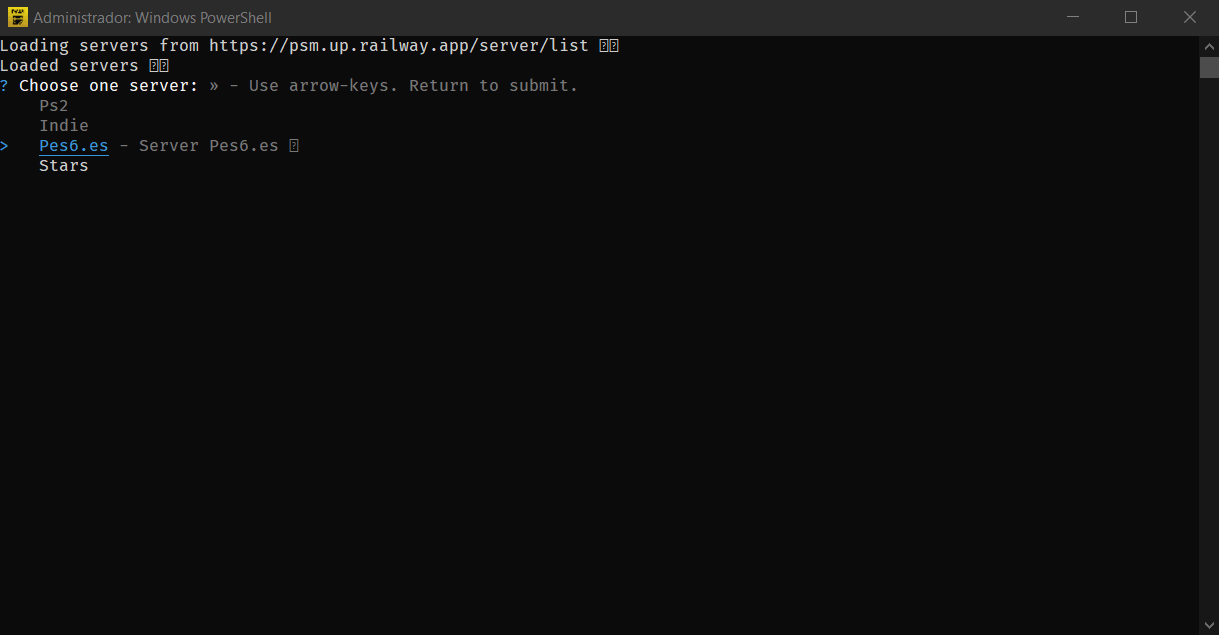 Administrador: Windows PowerShell
Loading servers from https://psm.up.railway.app/server/list
Loaded servers
? Choose one server: » - Use arrow-keys. Return to submit.
Ps2
Indie
> Pes6.es - Server Pes6.es
Stars